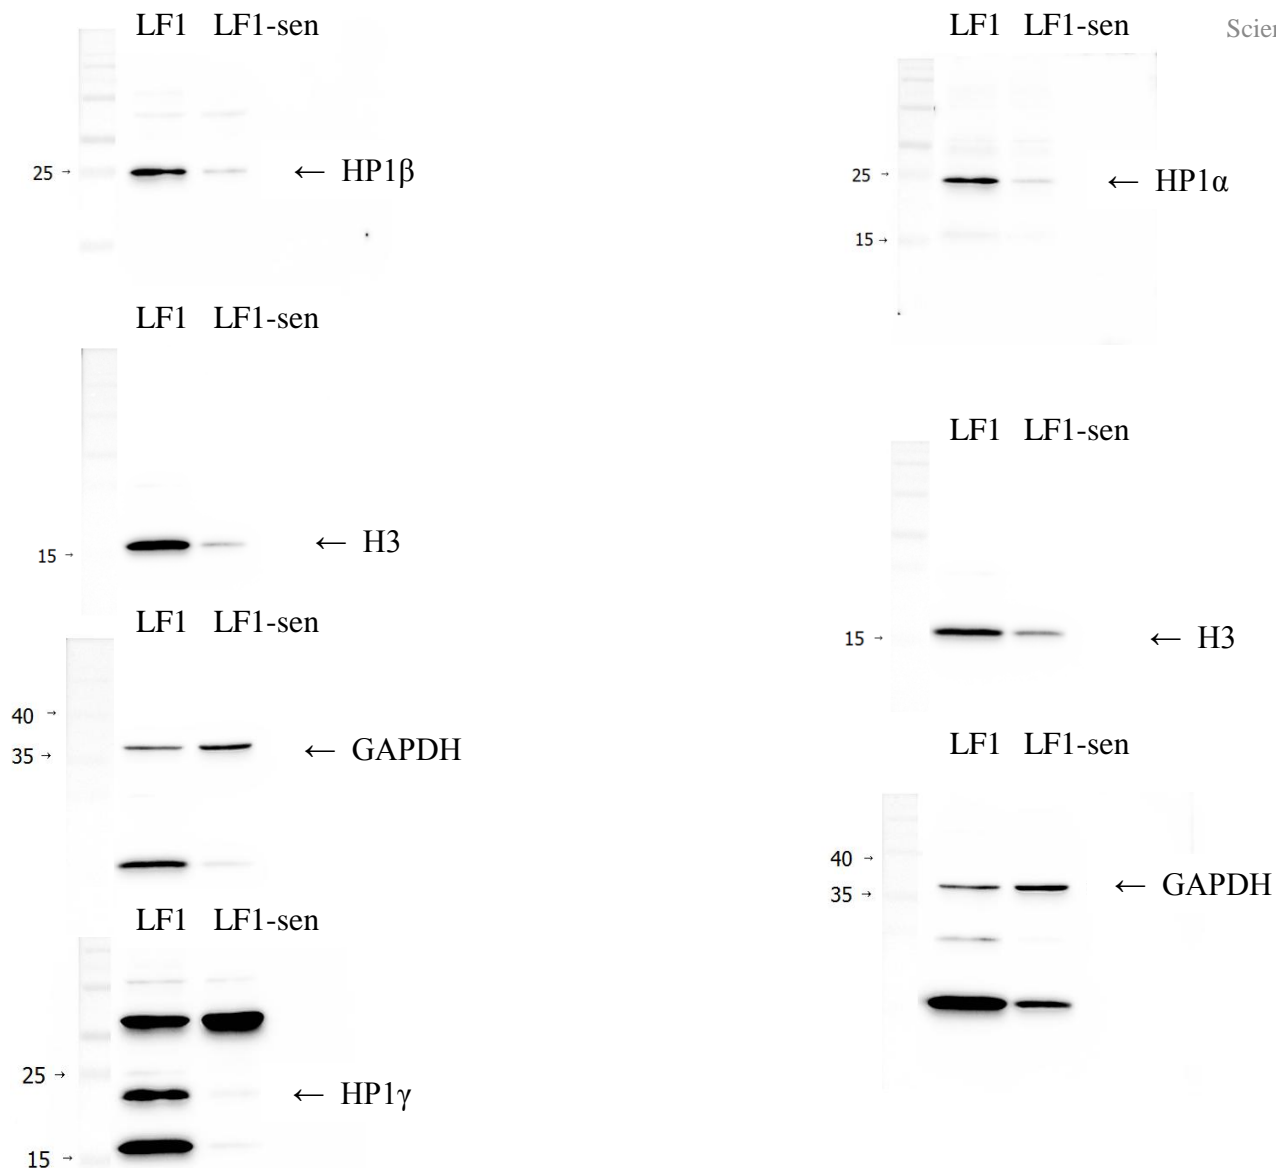 LF1 LF1-sen
25 →
← HP1β
LF1 LF1-sen
15 →
← H3
LF1 LF1-sen
40 →
35 →
← GAPDH
LF1 LF1-sen
25 →
← HP1γ
15 →
Scien
LF1 LF1-sen
25 →
← HP1α
15 →
LF1 LF1-sen
15 →
← H3
LF1 LF1-sen
40 →
35 →
← GAPDH